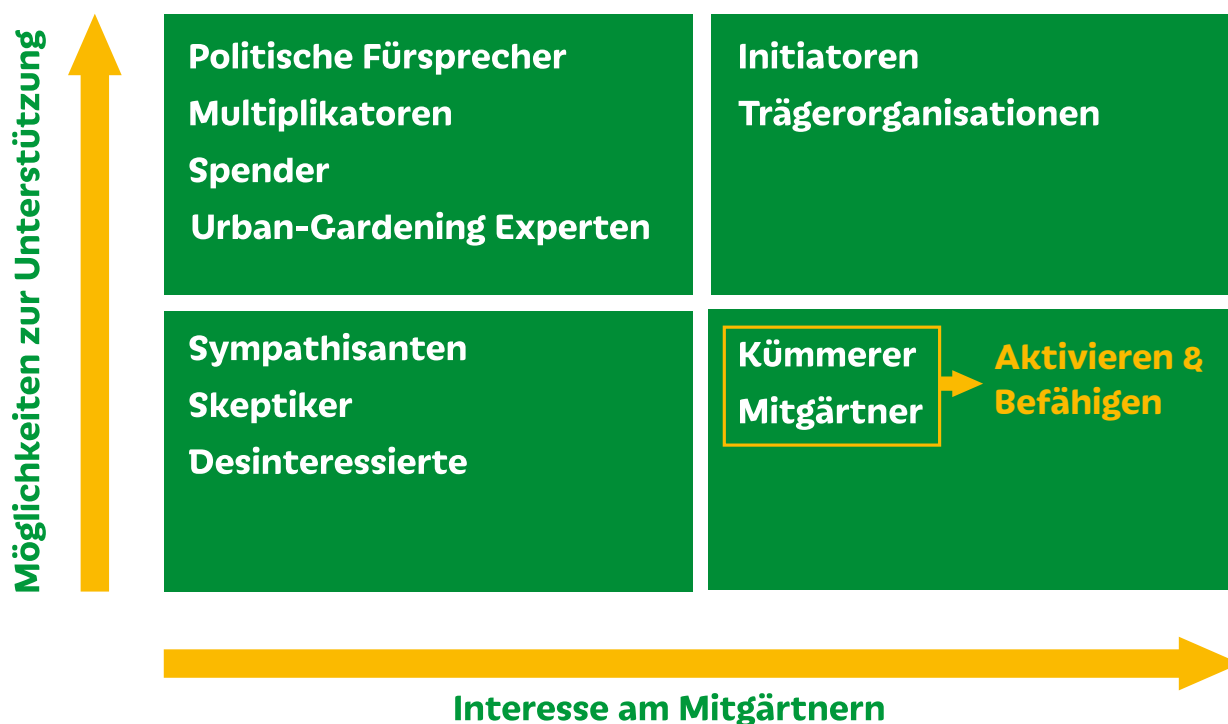 Möglichkeiten zur Unterstützung
Politische Fürsprecher
Multiplikatoren
Spender
Urban-Gardening Experten
Initiatoren
Trägerorganisationen
Sympathisanten
Skeptiker
Desinteressierte
Kümmerer
Mitgärtner
Aktivieren &
Befähigen
Interesse am Mitgärtnern